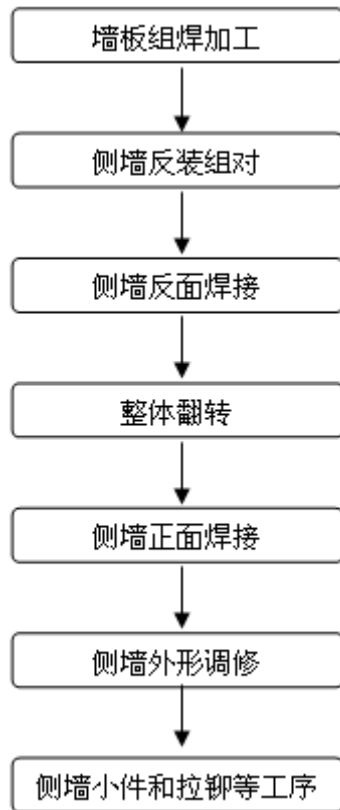 墙板组焊加工
侧墙反装组对
侧墙反面焊接
整体翻转
侧墙正面焊接
侧墙外形调修
侧墙小件和拉铆等工序